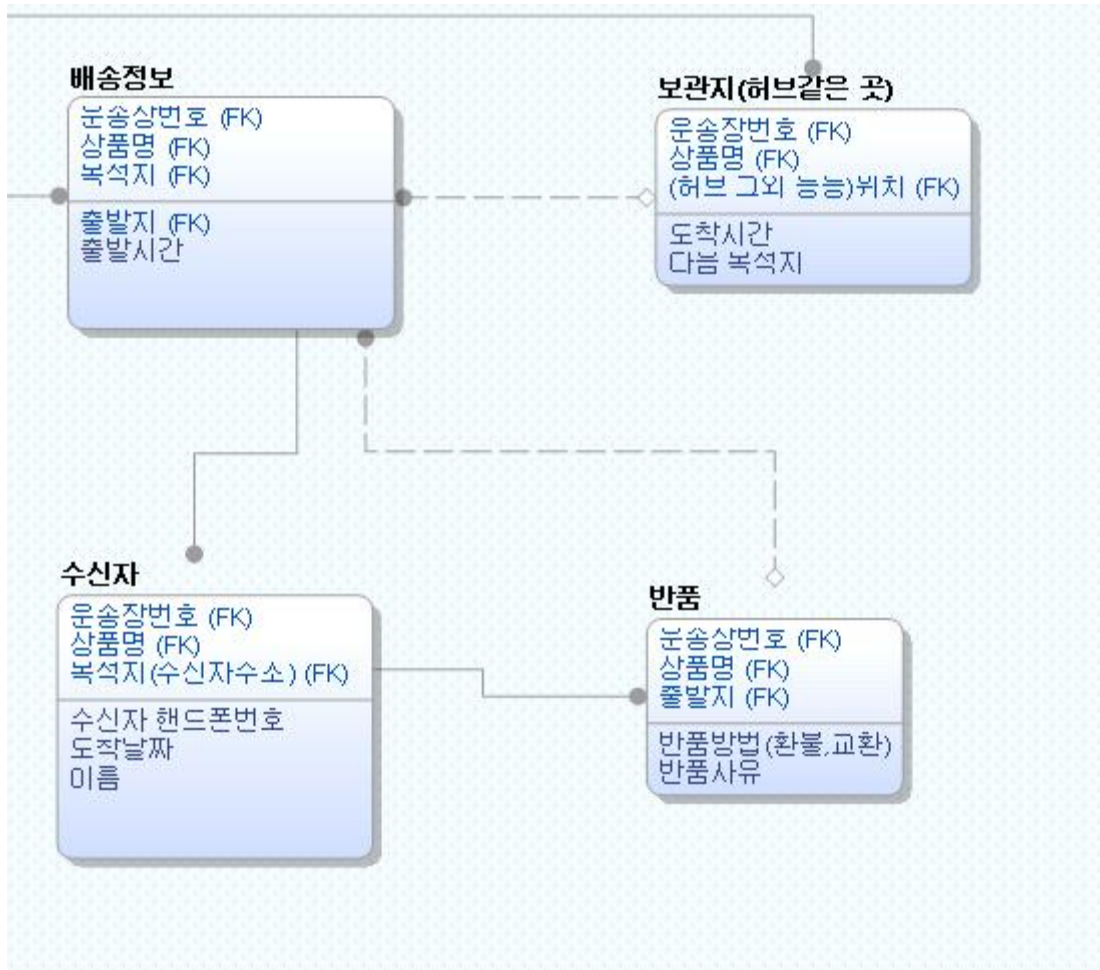 배송정보
운송장번호 (FK)
상품명 (FK)
목적지 (FK)
출발지 (FK)
출발시간
보관지(허브같은 곳)
운송장번호 (FK)
상품명 (FK)
(허브 그외 등등)위치 (FK)
도착시간
다음 목적지
수신자
운송장번호 (FK)
상품명 (FK)
목적지(수신자주소) (FK)
수신자 핸드폰번호
도착날짜
이름
반품
운송장번호 (FK)
상품명 (FK)
출발지 (FK)
반품방법(환불,교환)
반품사유